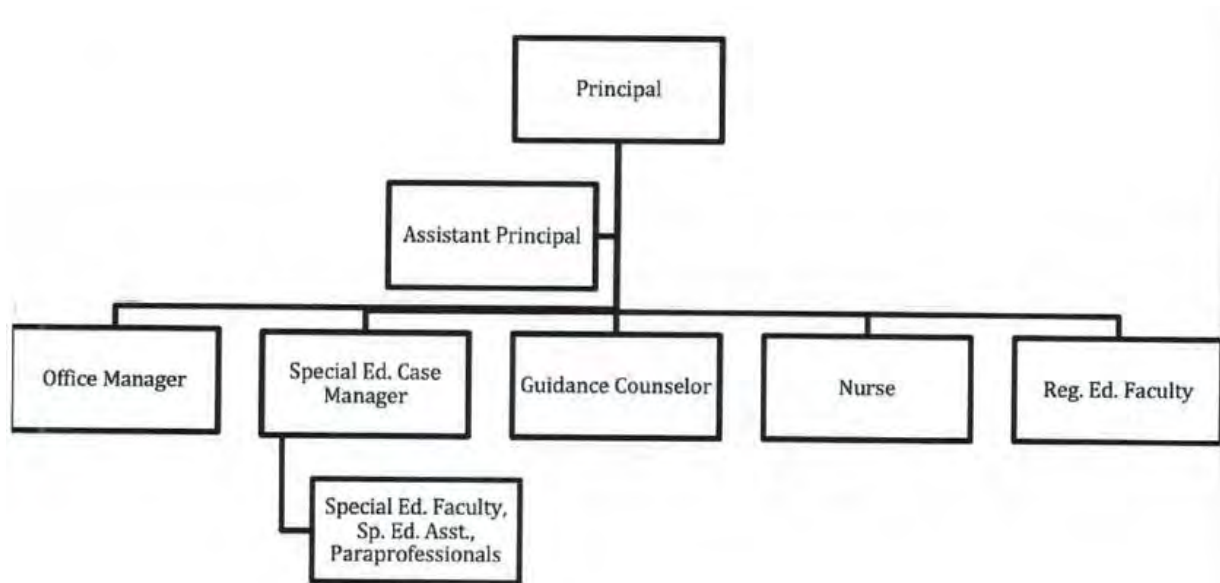 Principal
Assistant Principal
Office Manager
Special Ed. Case
Manager
Guidance Counselor
Nurse
Reg. Ed. Faculty
Special Ed. Faculty,
Sp. Ed. Asst.,
Paraprofessionals